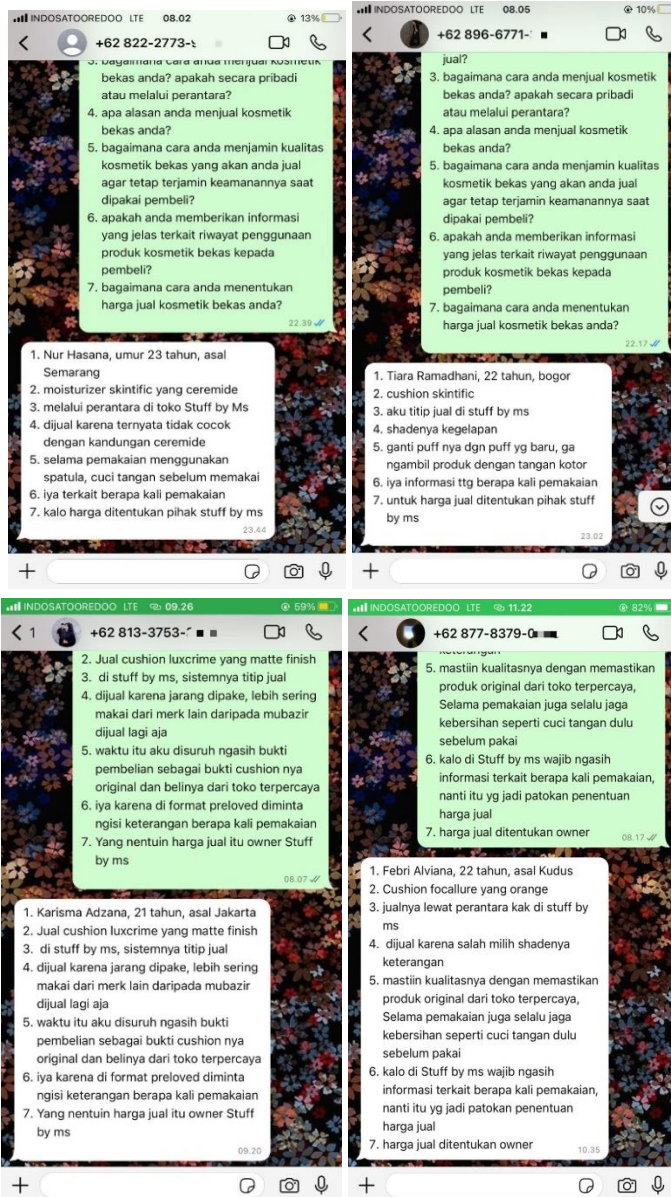 INDOSATOOREDOO LTE 08.02 13%
+62 822-2773-
3. bagaimana cara anda menjual kosmetik
bekas anda? apakah secara pribadi
atau melalui perantara?
4. apa alasan anda menjual kosmetik
bekas anda?
5. bagaimana cara anda menjamin kualitas
kosmetik bekas yang akan anda jual
agar tetap terjamin keamanannya saat
dipakai pembeli?
6. apakah anda memberikan informasi
yang jelas terkait riwayat penggunaan
produk kosmetik bekas kepada
pembeli?
7. bagaimana cara anda menentukan
harga jual kosmetik bekas anda?
22.39
1. Nur Hasana, umur 23 tahun, asal
Semarang
2. moisturizer skintific yang ceremide
3. melalui perantara di toko Stuff by Ms
4. dijual karena ternyata tidak cocok
dengan kandungan ceremide
5. selama pemakaian menggunakan
spatula, cuci tangan sebelum memakai
6. iya terkait berapa kali pemakaian
7. kalo harga ditentukan pihak stuff by ms
23.44
INDOSATOOREDOO LTE 08.05 10%
+62 896-6771-
jual?
3. bagaimana cara anda menjual kosmetik
bekas anda? apakah secara pribadi
atau melalui perantara?
4. apa alasan anda menjual kosmetik
bekas anda?
5. bagaimana cara anda menjamin kualitas
kosmetik bekas yang akan anda jual
agar tetap terjamin keamanannya saat
dipakai pembeli?
6. apakah anda memberikan informasi
yang jelas terkait riwayat penggunaan
produk kosmetik bekas kepada
pembeli?
7. bagaimana cara anda menentukan
harga jual kosmetik bekas anda?
22.17
1. Tiara Ramadhani, 22 tahun, bogor
2. cushion skintific
3. aku titip jual di stuff by ms
4. shadenya kegelapan
5. ganti puff nya dgn puff yg baru, ga
ngambil produk dengan tangan kotor
6. iya informasi ttg berapa kali pemakaian
7. untuk harga jual ditentukan pihak stuff
by ms
23.02
INDOSATOOREDOO LTE 09.26 59%
1 +62 813-3753-
2. Jual cushion luxcrime yang matte finish
3. di stuff by ms, sistemnya titip jual
4. dijual karena jarang dipake, lebih sering
makai dari merk lain daripada mubazir
dijual lagi aja
5. waktu itu aku disuruh ngasih bukti
pembelian sebagai bukti cushion nya
original dan belinya dari toko terpercaya
6. iya karena di format preloved diminta
ngisi keterangan berapa kali pemakaian
7. Yang nentuin harga jual itu owner Stuff
by ms
08.07
1. Karisma Adzana, 21 tahun, asal Jakarta
2. Jual cushion luxcrime yang matte finish
3. di stuff by ms, sistemnya titip jual
4. dijual karena jarang dipake, lebih sering
makai dari merk lain daripada mubazir
dijual lagi aja
5. waktu itu aku disuruh ngasih bukti
pembelian sebagai bukti cushion nya
original dan belinya dari toko terpercaya
6. iya karena di format preloved diminta
ngisi keterangan berapa kali pemakaian
7. Yang nentuin harga jual itu owner Stuff
by ms
09.20
INDOSATOOREDOO LTE 11.22 82%
+62 877-8379-0
keterangan
5. mastiin kualitasnya dengan memastikan
produk original dari toko terpercaya,
Selama pemakaian juga selalu jaga
kebersihan seperti cuci tangan dulu
sebelum pakai
6. kalo di Stuff by ms wajib ngasih
informasi terkait berapa kali pemakaian,
nanti itu yg jadi patokan penentuan
harga jual
7. harga jual ditentukan owner
08.17
1. Febri Alviana, 22 tahun, asal Kudus
2. Cushion focallure yang orange
3. jualnya lewat perantara kak di stuff by
ms
4. dijual karena salah milih shadenya
keterangan
5. mastiin kualitasnya dengan memastikan
produk original dari toko terpercaya,
Selama pemakaian juga selalu jaga
kebersihan seperti cuci tangan dulu
sebelum pakai
6. kalo di Stuff by ms wajib ngasih
informasi terkait berapa kali pemakaian,
nanti itu yg jadi patokan penentuan
harga jual
7. harga jual ditentukan owner
10.35